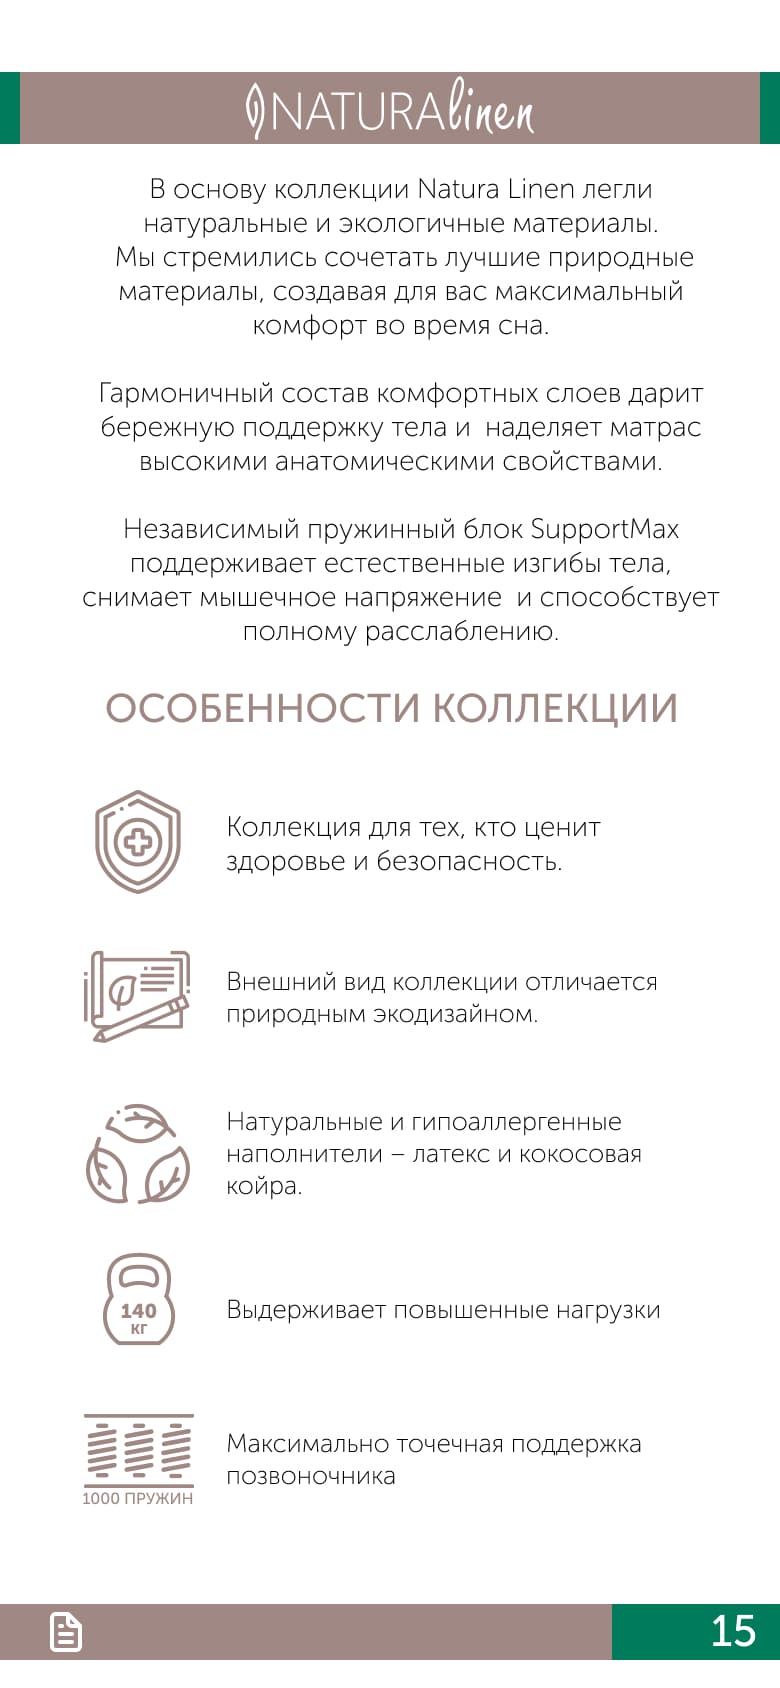 NATURAlinen
В основу коллекции Natura Linen легли
натуральные и экологичные материалы.
Мы стремились сочетать лучшие природные
материалы, создавая для вас максимальный
комфорт во время сна.
Гармоничный состав комфортных слоев дарит
бережную поддержку тела и  наделяет матрас
высокими анатомическими свойствами.
Независимый пружинный блок SupportMax
поддерживает естественные изгибы тела,
снимает мышечное напряжение  и способствует
полному расслаблению.
ОСОБЕННОСТИ КОЛЛЕКЦИИ
Коллекция для тех, кто ценит
здоровье и безопасность.
Внешний вид коллекции отличается
природным экодизайном.
Натуральные и гипоаллергенные
наполнители – латекс и кокосовая
койра.
140
кг
Выдерживает повышенные нагрузки
1000 ПРУЖИН
Максимально точечная поддержка
позвоночника
15